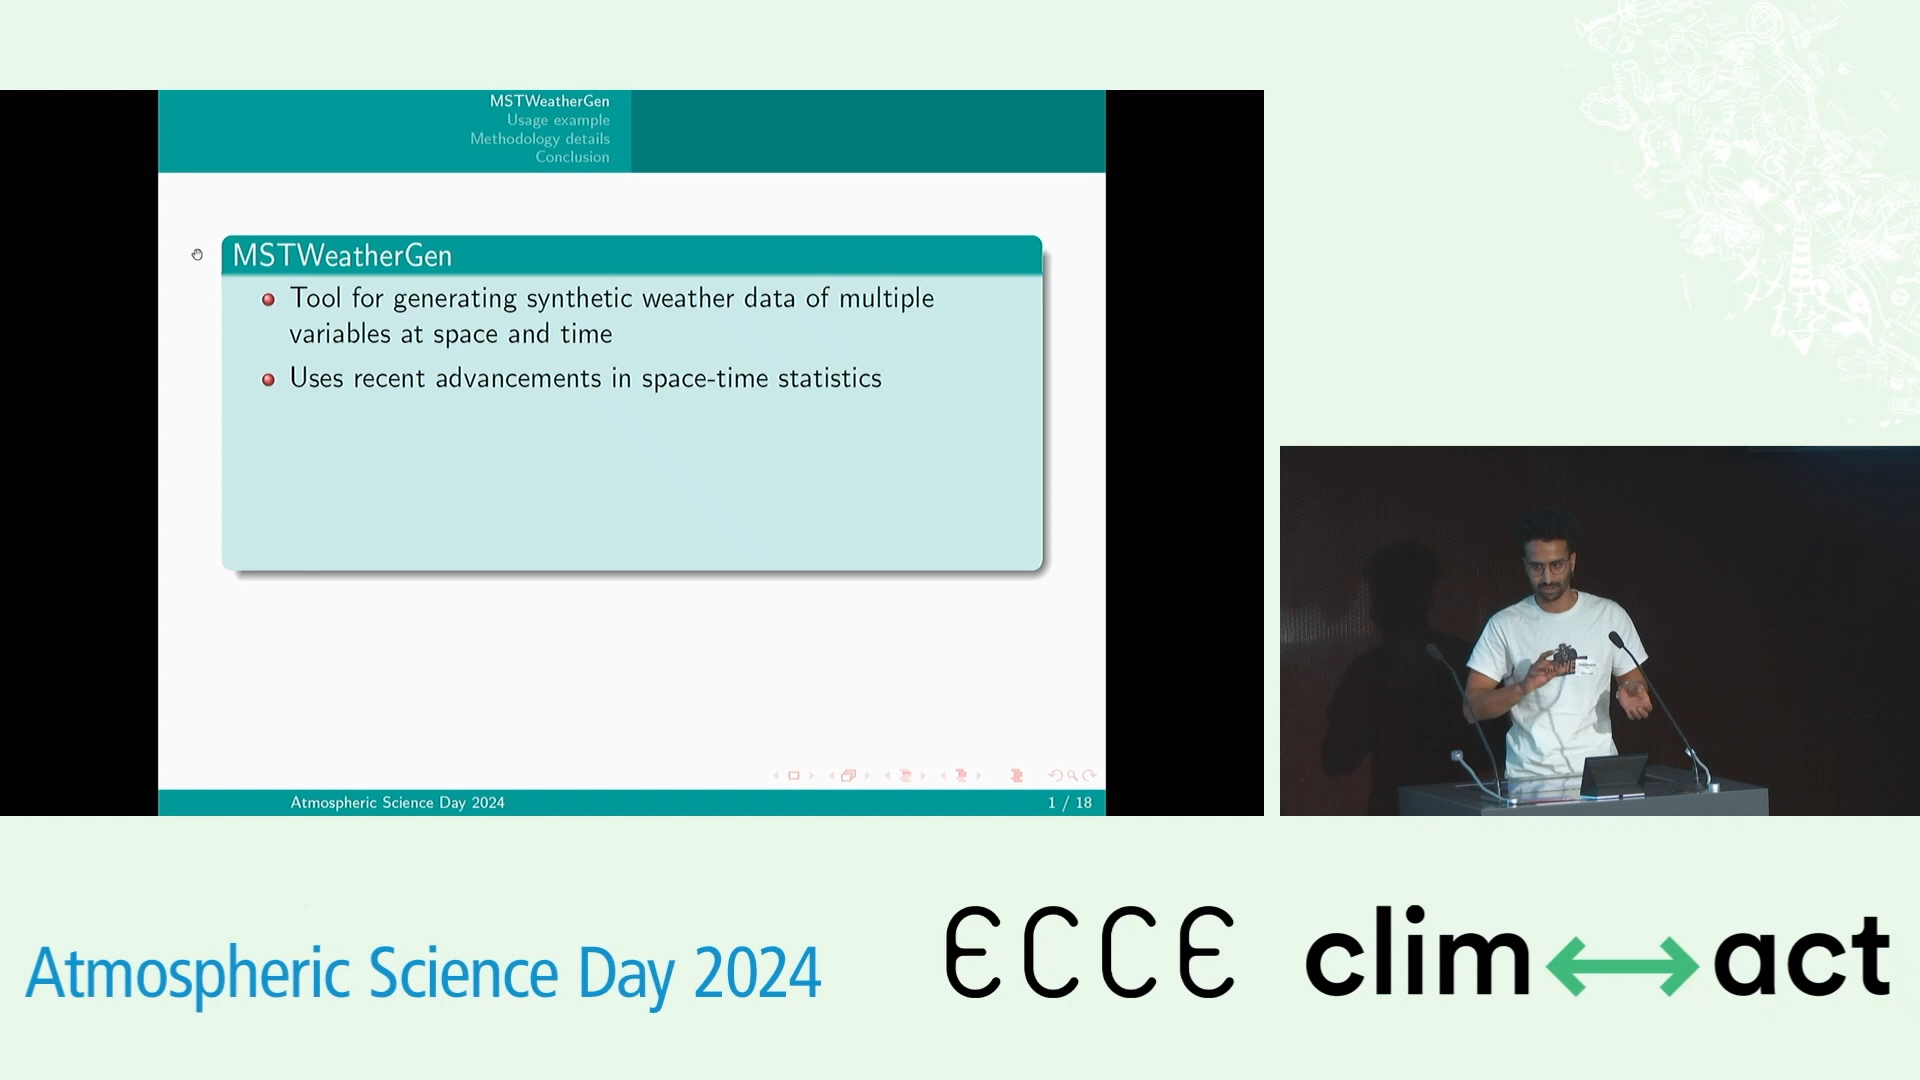 MSTWeatherGen
Usage example
Methodology details
Conclusion
MSTWeatherGen
Tool for generating synthetic weather data of multiple
variables at space and time
Uses recent advancements in space-time statistics
Atmospheric Science Day 2024
1 / 18
Atmospheric Science Day 2024
ECCE
clim act